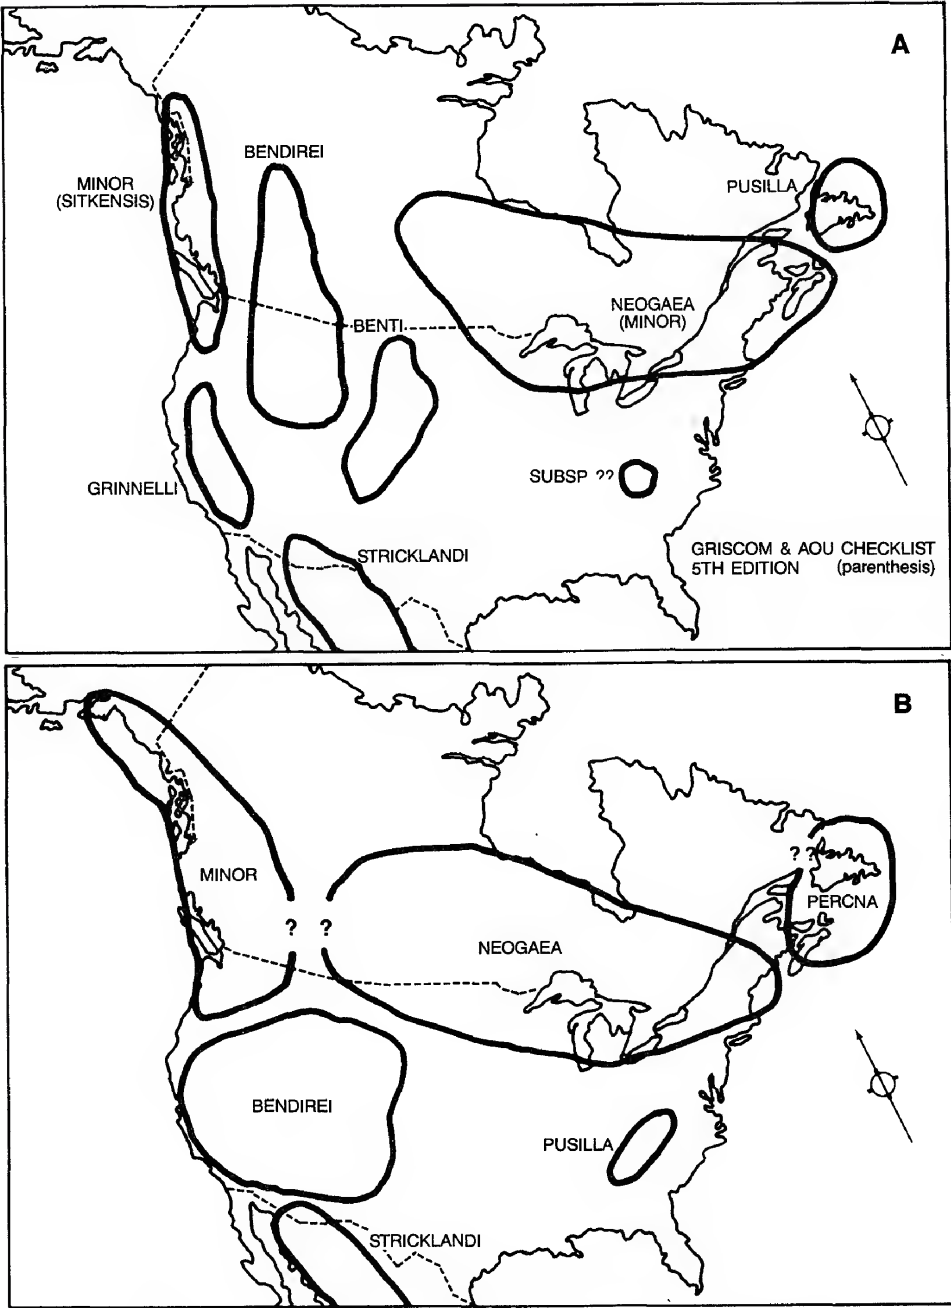 A
BENDIREI
MINOR
(SITKENSIS)
PUSILLA
NEOGAEA
(MINOR)
BENTI
SUBSP ??
GRINNELLI
STRICKLANDI
GRISCOM & AOU CHECKLIST
5TH EDITION (parenthesis)
B
? ?
MINOR
PERCNA
? ?
NEOGAEA
BENDIREI
PUSILLA
STRICKLANDI